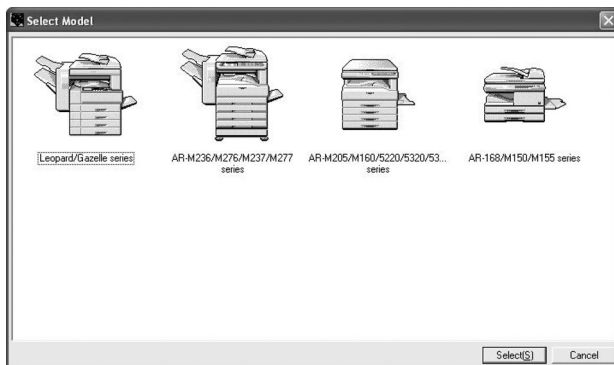 Select Model
Leopard/Gazelle series
AR-M236/M276/M237/M277
series
AR-M205/M160/5220/5320/53...
series
AR-168/M150/M155 series
Select(S)
Cancel